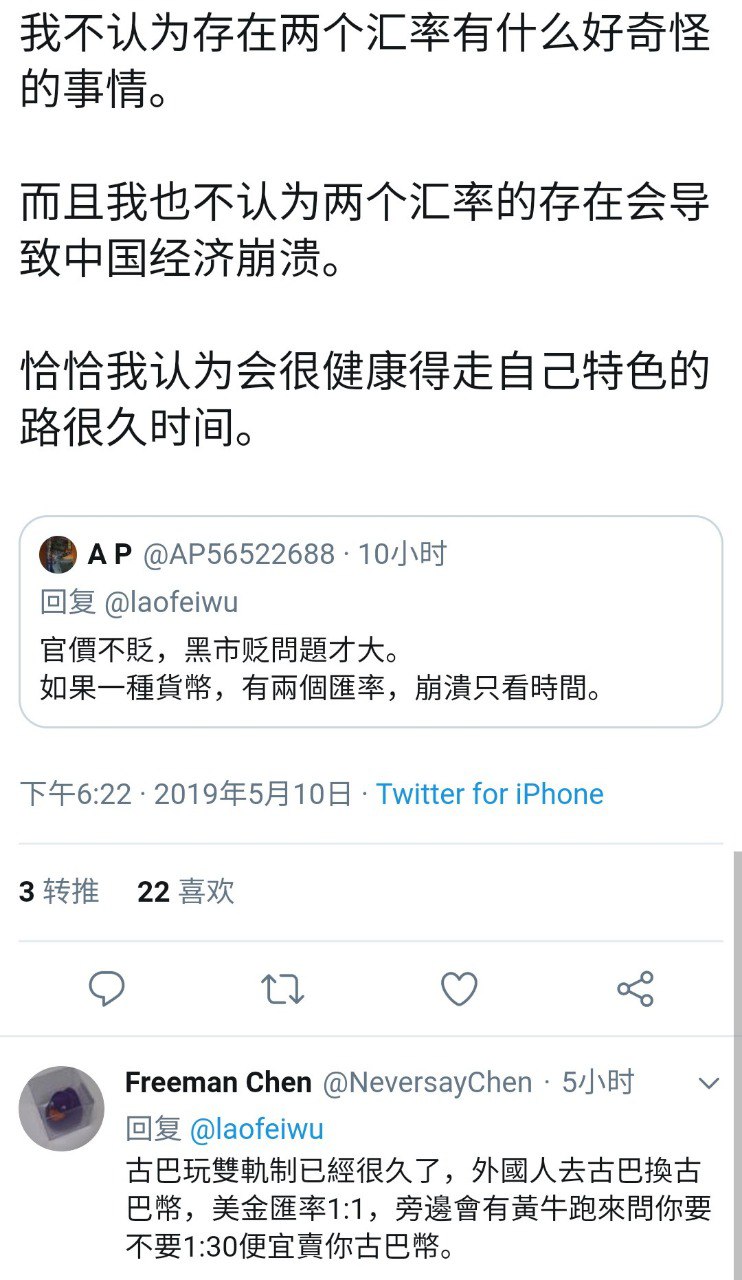 我不认为存在两个汇率有什么好奇怪
的事情。
而且我也不认为两个汇率的存在会导
致中国经济崩溃。
恰恰我认为会很健康得走自己特色的
路很久时间。
A P @AP56522688 · 10小时
回复 @laofeiwu
官價不貶，黑市贬問題才大。
如果一種貨幣，有兩個匯率，崩潰只看時間。
下午6:22 · 2019年5月10日 · Twitter for iPhone
3 转推 22 喜欢
Freeman Chen @NeversayChen · 5小时
回复 @laofeiwu
古巴玩雙軌制已經很久了，外國人去古巴換古
巴幣，美金匯率1:1，旁邊會有黃牛跑來問你要
不要1:30便宜賣你古巴幣。